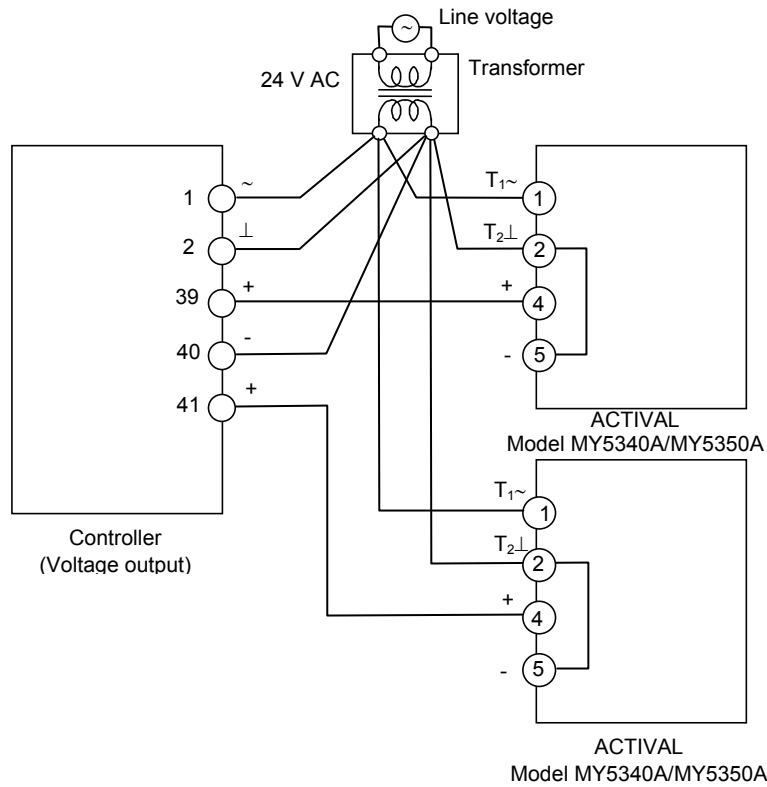 Line voltage
~
24 V AC
Transformer
1 ~
2 ⊥
39 +
40 -
41 +
Controller
(Voltage output)
T₁~ 1
T₂⊥ 2
+ 4
- 5
ACTIVAL
Model MY5340A/MY5350A
T₁~ 1
T₂⊥ 2
+ 4
- 5
ACTIVAL
Model MY5340A/MY5350A